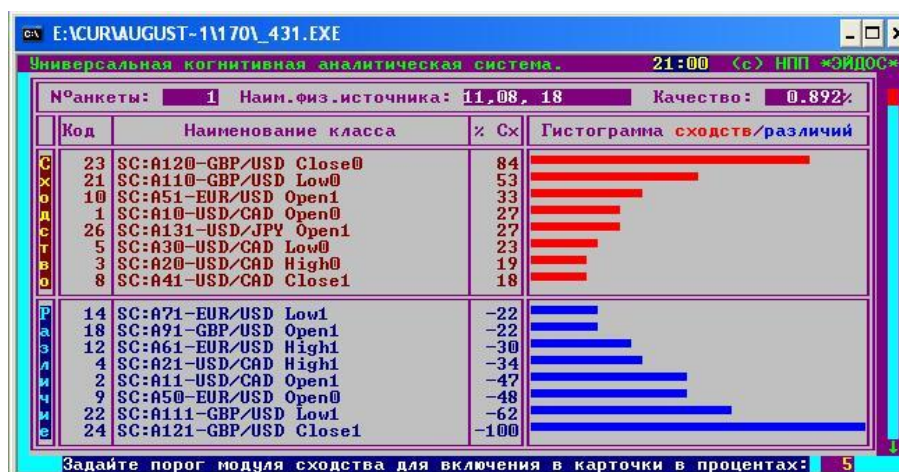 E:\CUR\AUGUST~1\170\_431.EXE
Универсальная когнитивная аналитическая система. 21:00 (с) НПП *ЭЙДОС*
N°анкеты: 1 Наим.физ.источника: 11,08, 18 Качество: 0.892%
Код Наименование класса % Сх Гистограмма сходств/различий
Сходство
23 SC:A120-GBP/USD Close0 84
21 SC:A110-GBP/USD Low0 53
10 SC:A51-EUR/USD Open1 33
1 SC:A10-USD/CAD Open0 27
26 SC:A131-USD/JPY Open1 27
5 SC:A30-USD/CAD Low0 23
3 SC:A20-USD/CAD High0 19
8 SC:A41-USD/CAD Close1 18
Различие
14 SC:A71-EUR/USD Low1 -22
18 SC:A91-GBP/USD Open1 -22
12 SC:A61-EUR/USD High1 -30
4 SC:A21-USD/CAD High1 -34
2 SC:A11-USD/CAD Open1 -47
9 SC:A50-EUR/USD Open0 -48
22 SC:A111-GBP/USD Low1 -62
24 SC:A121-GBP/USD Close1 -100
Задайте порог модуля сходства для включения в карточки в процентах: 5